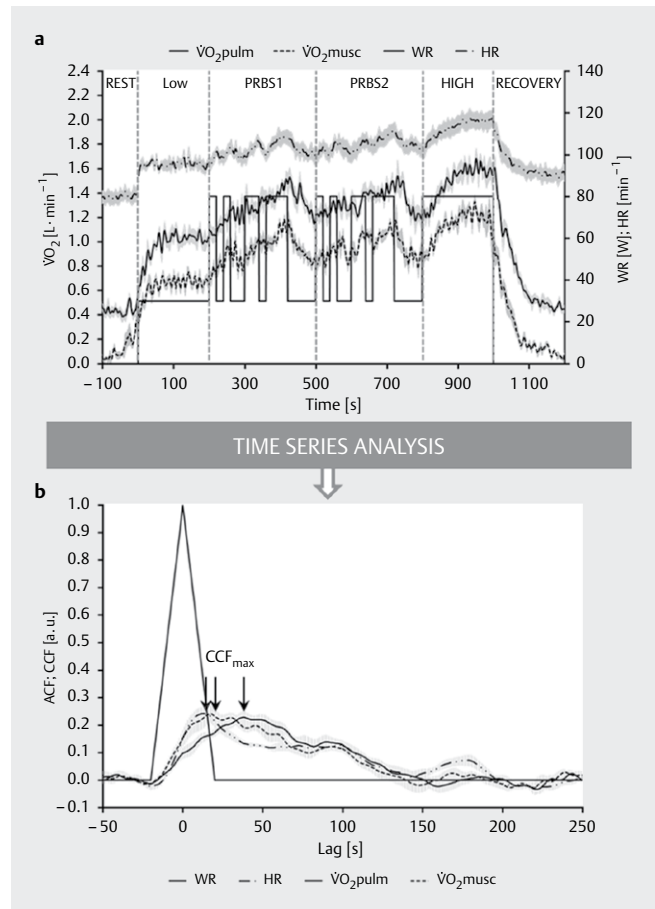 a
V̇O₂pulm V̇O₂musc WR HR
REST Low PRBS1 PRBS2 HIGH RECOVERY
V̇O₂ [L · min⁻¹]
2.4
2.2
2.0
1.8
1.6
1.4
1.2
1.0
0.8
0.6
0.4
0.2
0.0
140
120
100
80
60
40
20
0
WR [W]; HR [min⁻¹]
–100 100 300 500 700 900 1100
Time [s]
TIME SERIES ANALYSIS
b
ACF; CCF [a. u.]
1.0
0.9
0.8
0.7
0.6
0.5
0.4
0.3
0.2
0.1
0.0
–0.1
CCFmax
–50 0 50 100 150 200 250
Lag [s]
WR HR V̇O₂pulm V̇O₂musc